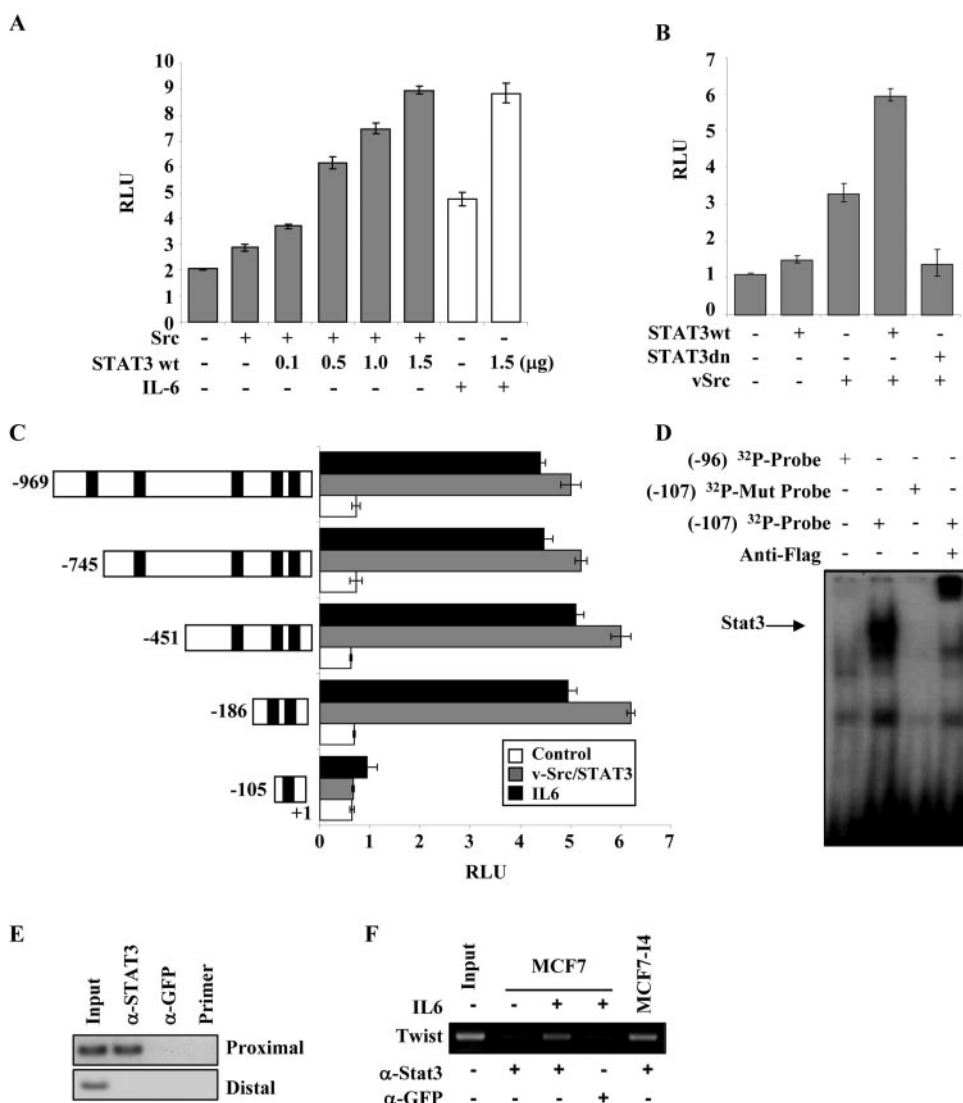 A
RLU
10
9
8
7
6
5
4
3
2
1
0
Src - + + + + + - -
STAT3 wt - - 0.1 0.5 1.0 1.5 - 1.5 (µg)
IL-6 - - - - - - + +
B
RLU
7
6
5
4
3
2
1
0
STAT3wt - + - + -
STAT3dn - - - - +
vSrc - - + + +
C
-969
-745
-451
-186
-105
+1
Control
v-Src/STAT3
IL6
0 1 2 3 4 5 6 7
RLU
D
(-96) ³²P-Probe + - - -
(-107) ³²P-Mut Probe - - + -
(-107) ³²P-Probe - + - +
Anti-Flag - - - +
Stat3
E
Input α-STAT3 α-GFP Primer
Proximal
Distal
F
Input MCF7 MCF7-I4
IL6 - - + + -
Twist
α-Stat3 - + + - +
α-GFP - - - + -